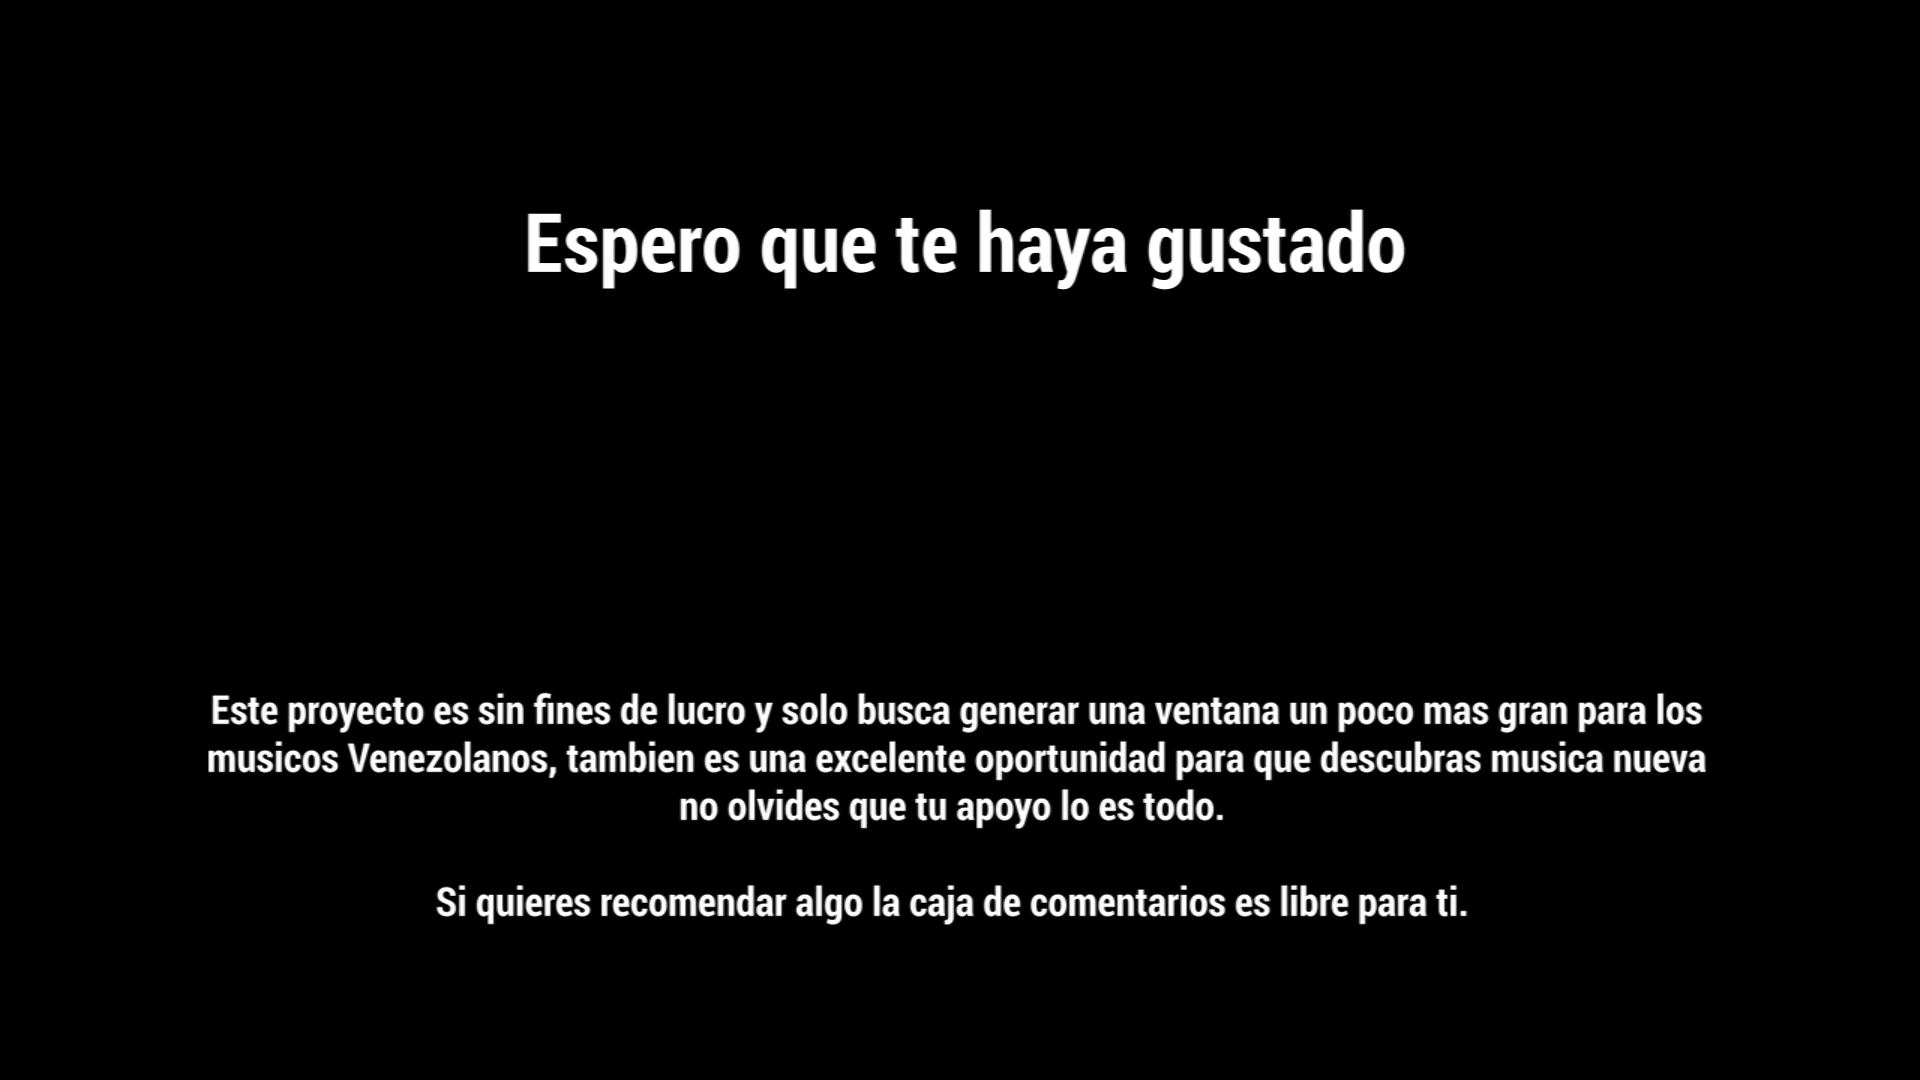 Espero que te haya gustado
Este proyecto es sin fines de lucro y solo busca generar una ventana un poco mas gran para los
musicos Venezolanos, tambien es una excelente oportunidad para que descubras musica nueva
no olvides que tu apoyo lo es todo.
Si quieres recomendar algo la caja de comentarios es libre para ti.